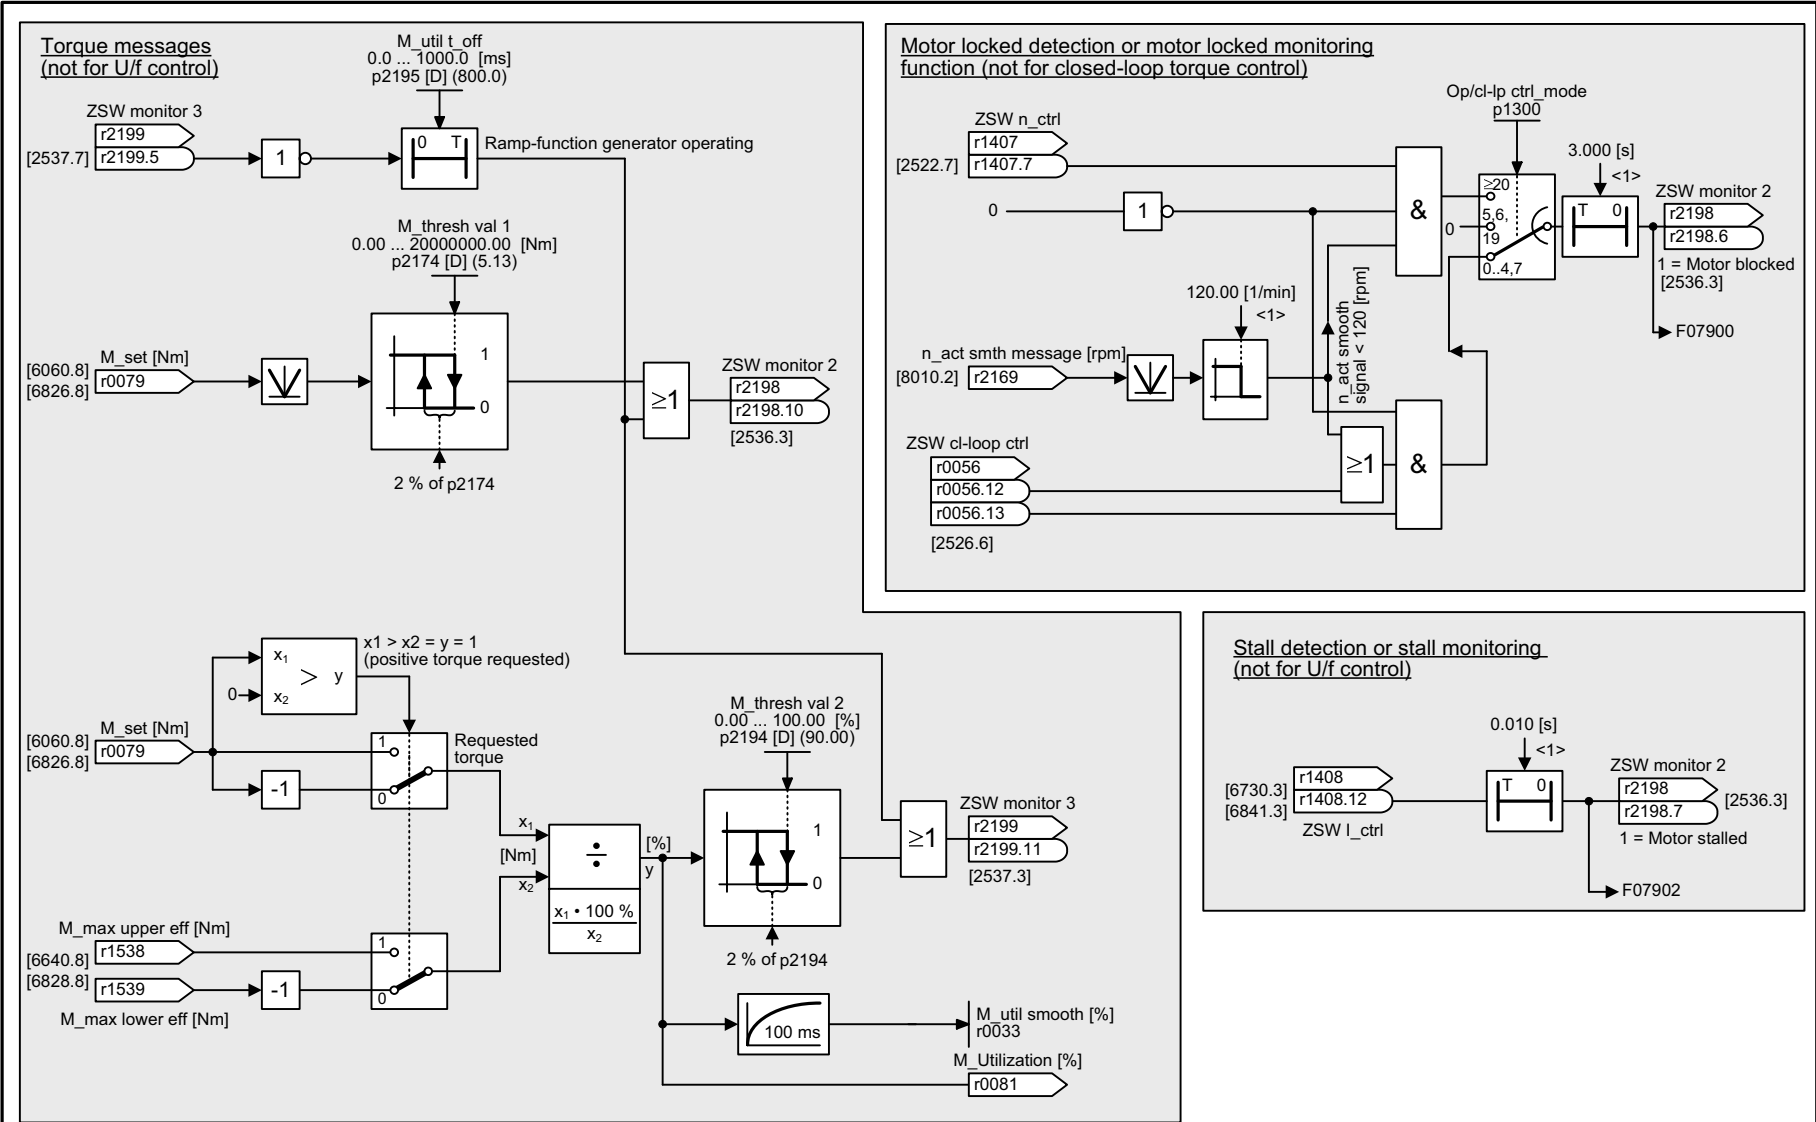 Torque messages
(not for U/f control)
M_util t_off
0.0 ... 1000.0 [ms]
p2195 [D] (800.0)
ZSW monitor 3
r2199
[2537.7]
r2199.5
1
0 T
Ramp-function generator operating
M_thresh val 1
0.00 ... 20000000.00 [Nm]
p2174 [D] (5.13)
M_set [Nm]
[6060.8]
[6826.8]
r0079
1
0
2 % of p2174
≥1
ZSW monitor 2
r2198
r2198.10
[2536.3]
x1 > x2 = y = 1
(positive torque requested)
x1
> y
0
x2
M_set [Nm]
[6060.8]
[6826.8]
r0079
-1
1
0
Requested
torque
M_max upper eff [Nm]
r1538
[6640.8]
[6828.8]
r1539
M_max lower eff [Nm]
-1
1
0
x1
[Nm]
x2
÷
x1 • 100 %
x2
[%]
y
M_thresh val 2
0.00 ... 100.00 [%]
p2194 [D] (90.00)
1
0
2 % of p2194
≥1
ZSW monitor 3
r2199
r2199.11
[2537.3]
100 ms
M_util smooth [%]
r0033
M_Utilization [%]
r0081
Motor locked detection or motor locked monitoring
function (not for closed-loop torque control)
ZSW n_ctrl
r1407
[2522.7]
r1407.7
0
1
&
Op/cl-lp ctrl_mode
p1300
≥20
5,6,
19
0
0..4,7
3.000 [s]
<1>
T 0
ZSW monitor 2
r2198
r2198.6
1 = Motor blocked
[2536.3]
F07900
120.00 [1/min]
<1>
n_act smth message [rpm]
[8010.2]
r2169
n_act smooth
signal < 120 [rpm]
ZSW cl-loop ctrl
r0056
r0056.12
r0056.13
[2526.6]
≥1
&
Stall detection or stall monitoring
(not for U/f control)
0.010 [s]
<1>
[6730.3]
[6841.3]
r1408
r1408.12
ZSW I_ctrl
T 0
ZSW monitor 2
r2198
r2198.7
[2536.3]
1 = Motor stalled
F07902